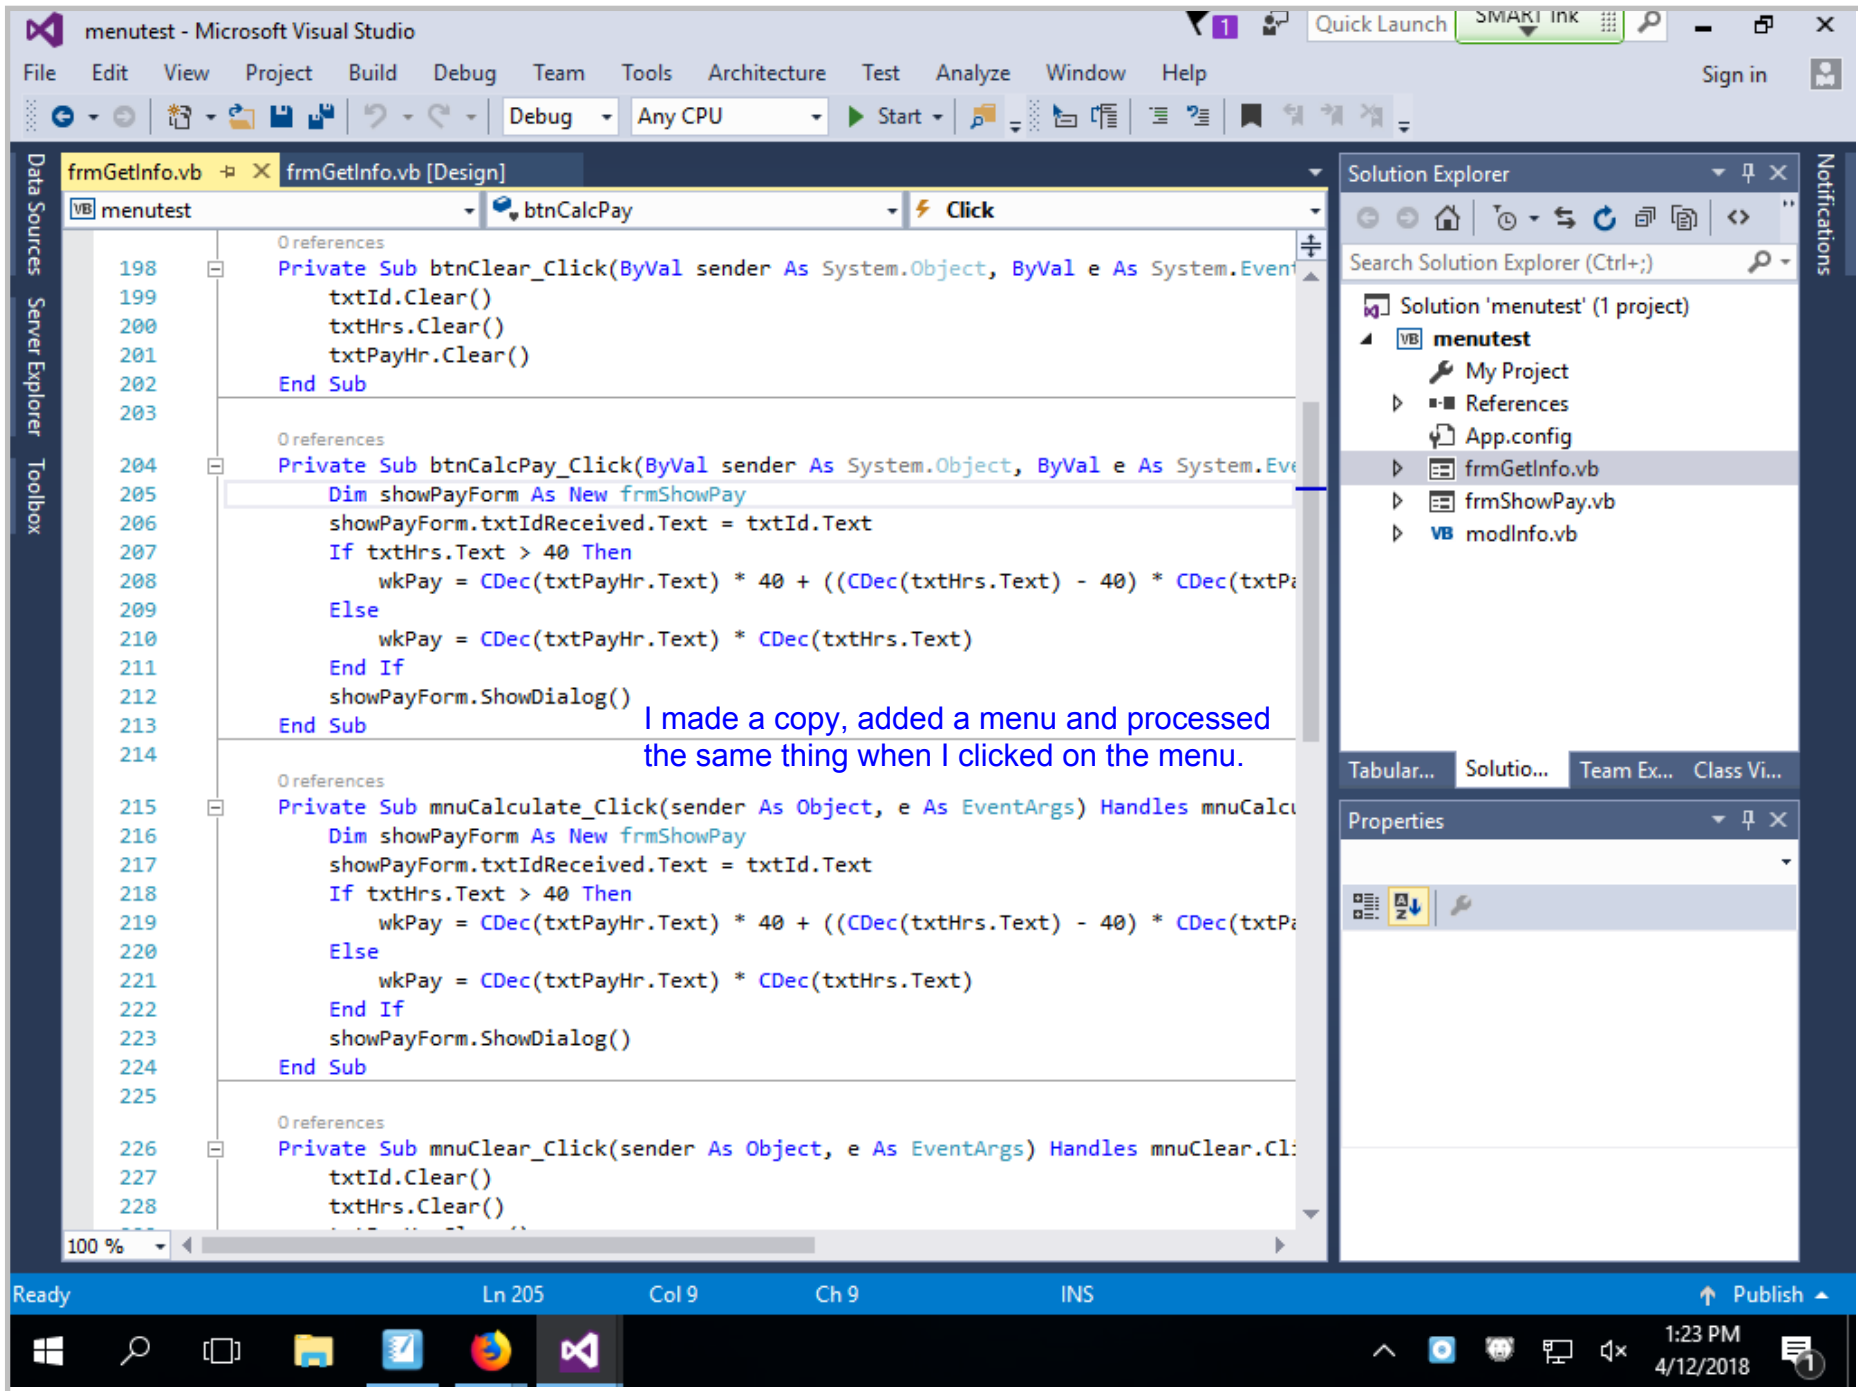 menutest - Microsoft Visual Studio
1
Quick Launch
SMART Ink
File Edit View Project Build Debug Team Tools Architecture Test Analyze Window Help
Sign in
Debug Any CPU Start
Data Sources
Server Explorer
Toolbox
frmGetInfo.vb frmGetInfo.vb [Design]
VB menutest btnCalcPay Click
0 references
198 Private Sub btnClear_Click(ByVal sender As System.Object, ByVal e As System.Event
199 txtId.Clear()
200 txtHrs.Clear()
201 txtPayHr.Clear()
202 End Sub
203
0 references
204 Private Sub btnCalcPay_Click(ByVal sender As System.Object, ByVal e As System.Eve
205 Dim showPayForm As New frmShowPay
206 showPayForm.txtIdReceived.Text = txtId.Text
207 If txtHrs.Text > 40 Then
208 wkPay = CDec(txtPayHr.Text) * 40 + ((CDec(txtHrs.Text) - 40) * CDec(txtPa
209 Else
210 wkPay = CDec(txtPayHr.Text) * CDec(txtHrs.Text)
211 End If
212 showPayForm.ShowDialog()
213 End Sub
214
I made a copy, added a menu and processed
the same thing when I clicked on the menu.
0 references
215 Private Sub mnuCalculate_Click(sender As Object, e As EventArgs) Handles mnuCalcu
216 Dim showPayForm As New frmShowPay
217 showPayForm.txtIdReceived.Text = txtId.Text
218 If txtHrs.Text > 40 Then
219 wkPay = CDec(txtPayHr.Text) * 40 + ((CDec(txtHrs.Text) - 40) * CDec(txtPa
220 Else
221 wkPay = CDec(txtPayHr.Text) * CDec(txtHrs.Text)
222 End If
223 showPayForm.ShowDialog()
224 End Sub
225
0 references
226 Private Sub mnuClear_Click(sender As Object, e As EventArgs) Handles mnuClear.Cli
227 txtId.Clear()
228 txtHrs.Clear()
100 %
Solution Explorer
Search Solution Explorer (Ctrl+;)
Solution 'menutest' (1 project)
VB menutest
My Project
References
App.config
frmGetInfo.vb
frmShowPay.vb
VB modInfo.vb
Tabular... Solutio... Team Ex... Class Vi...
Properties
Notifications
Ready Ln 205 Col 9 Ch 9 INS Publish
1:23 PM
4/12/2018
1